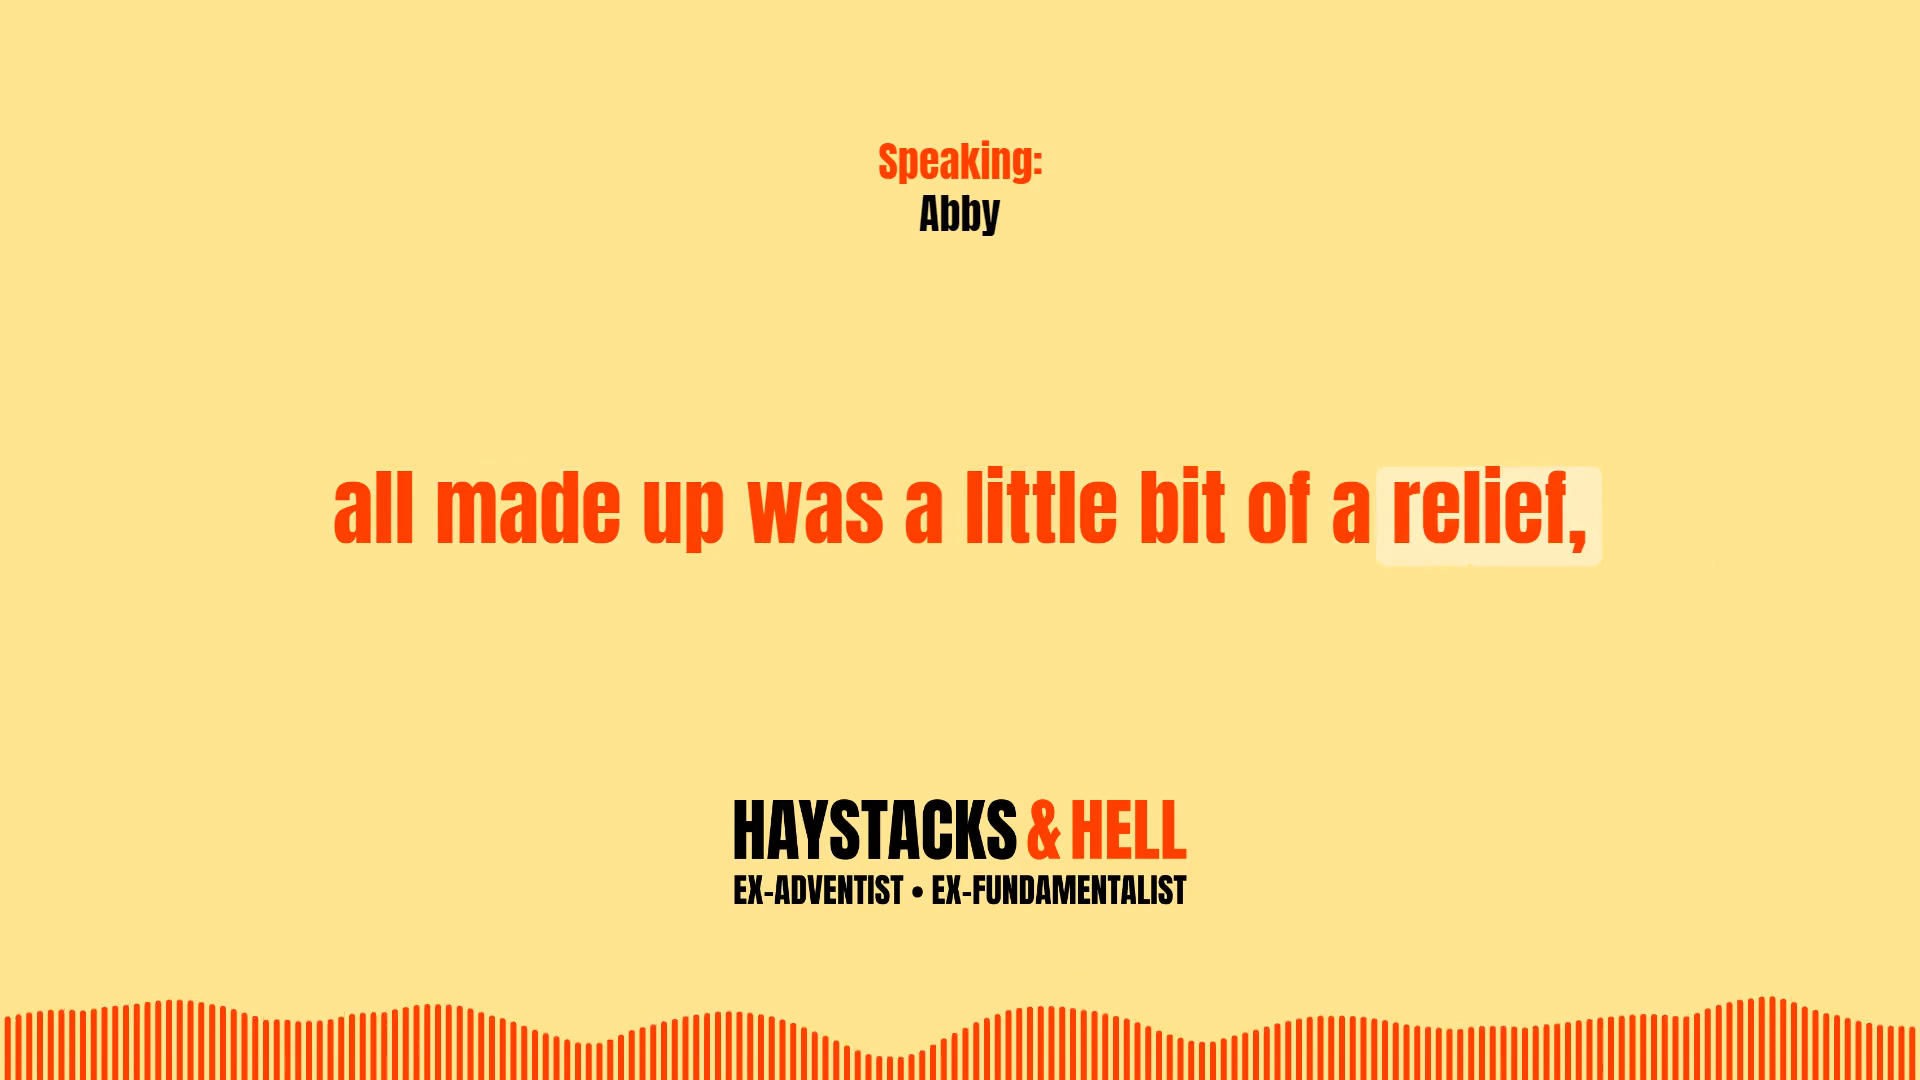 Speaking:
Abby
all made up was a little bit of a relief,
HAYSTACKS & HELL
EX-ADVENTIST • EX-FUNDAMENTALIST